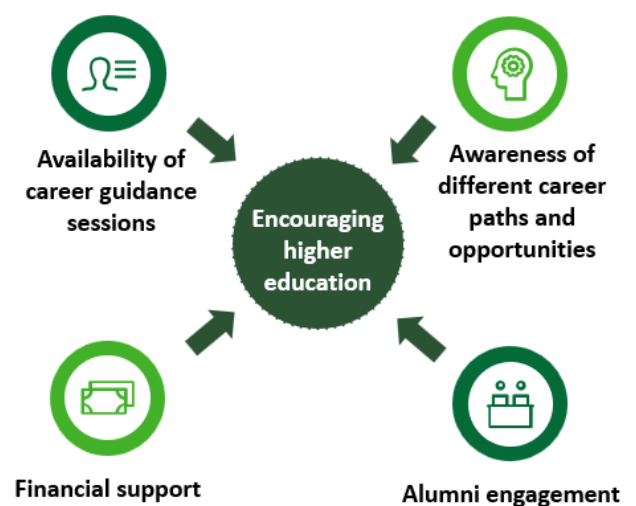 Availability of
career guidance
sessions
Awareness of
different career
paths and
opportunities
Encouraging
higher
education
Financial support
Alumni engagement